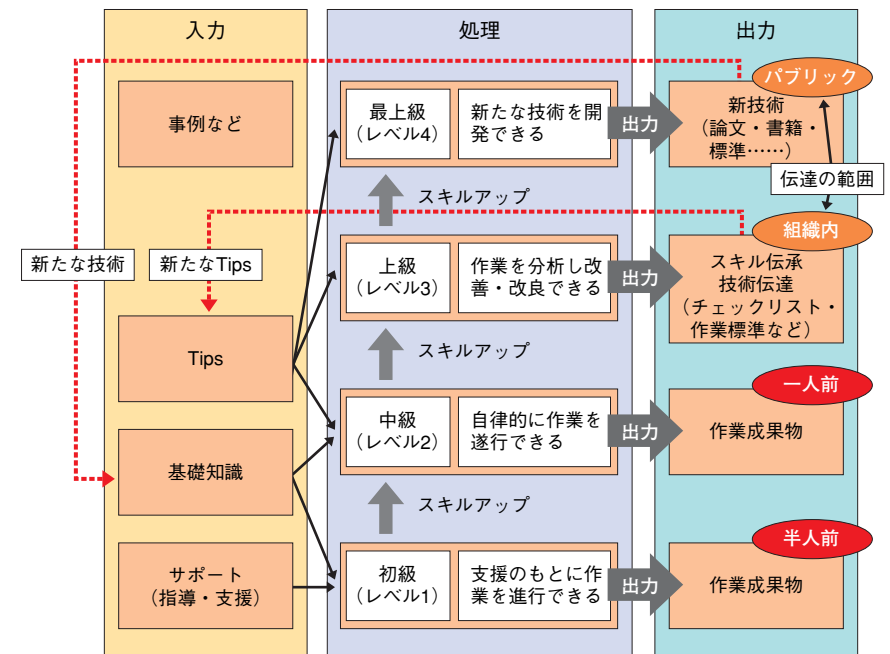 入力
処理
出力
事例など
最上級
（レベル4）
新たな技術を開
発できる
出力
パブリック
新技術
（論文・書籍・
標準……）
伝達の範囲
スキルアップ
新たな技術
新たなTips
上級
（レベル3）
作業を分析し改
善・改良できる
出力
組織内
スキル伝承
技術伝達
（チェックリスト・
作業標準など）
Tips
スキルアップ
中級
（レベル2）
自律的に作業を
遂行できる
出力
一人前
作業成果物
基礎知識
スキルアップ
サポート
（指導・支援）
初級
（レベル1）
支援のもとに作
業を進行できる
出力
半人前
作業成果物